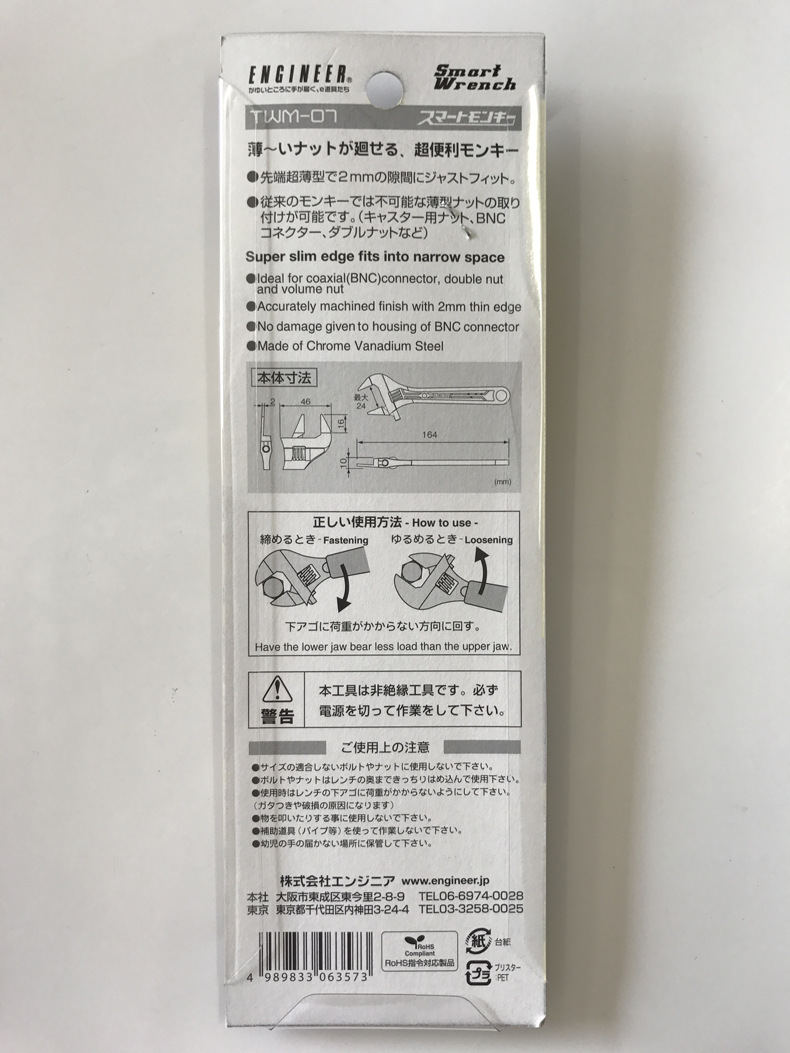 ENGINEER®
かゆいところに手が届く、e道具たち
Smart
Wrench
TWM-07
スマートモンキー
薄～いナットが廻せる、超便利モンキー
●先端超薄型で2mmの隙間にジャストフィット。
●従来のモンキーでは不可能な薄型ナットの取り
付けが可能です。(キャスター用ナット、BNC
コネクター、ダブルナットなど)
Super slim edge fits into narrow space
●Ideal for coaxial(BNC)connector, double nut
and volume nut
●Accurately machined finish with 2mm thin edge
●No damage given to housing of BNC connector
●Made of Chrome Vanadium Steel
本体寸法
2
46
16
最大
24
164
10
(mm)
正しい使用方法 - How to use -
締めるとき - Fastening
ゆるめるとき - Loosening
下アゴに荷重がかからない方向に回す。
Have the lower jaw bear less load than the upper jaw.
警告
本工具は非絶縁工具です。必ず
電源を切って作業をして下さい。
ご使用上の注意
●サイズの適合しないボルトやナットに使用しないで下さい。
●ボルトやナットはレンチの奥まできっちりはめ込んで使用下さい。
●使用時はレンチの下アゴに荷重がかからないようにして下さい。
(ガタつきや破損の原因になります)
●物を叩いたりする事に使用しないで下さい。
●補助道具(パイプ等)を使って作業しないで下さい。
●幼児の手の届かない場所に保管して下さい。
株式会社エンジニア www.engineer.jp
本社 大阪市東成区東今里2-8-9 TEL06-6974-0028
東京 東京都千代田区内神田3-24-4 TEL03-3258-0025
4 989833 063573
RoHS
Compliant
RoHS指令対応製品
紙
台紙
プラ
ブリスター
:PET